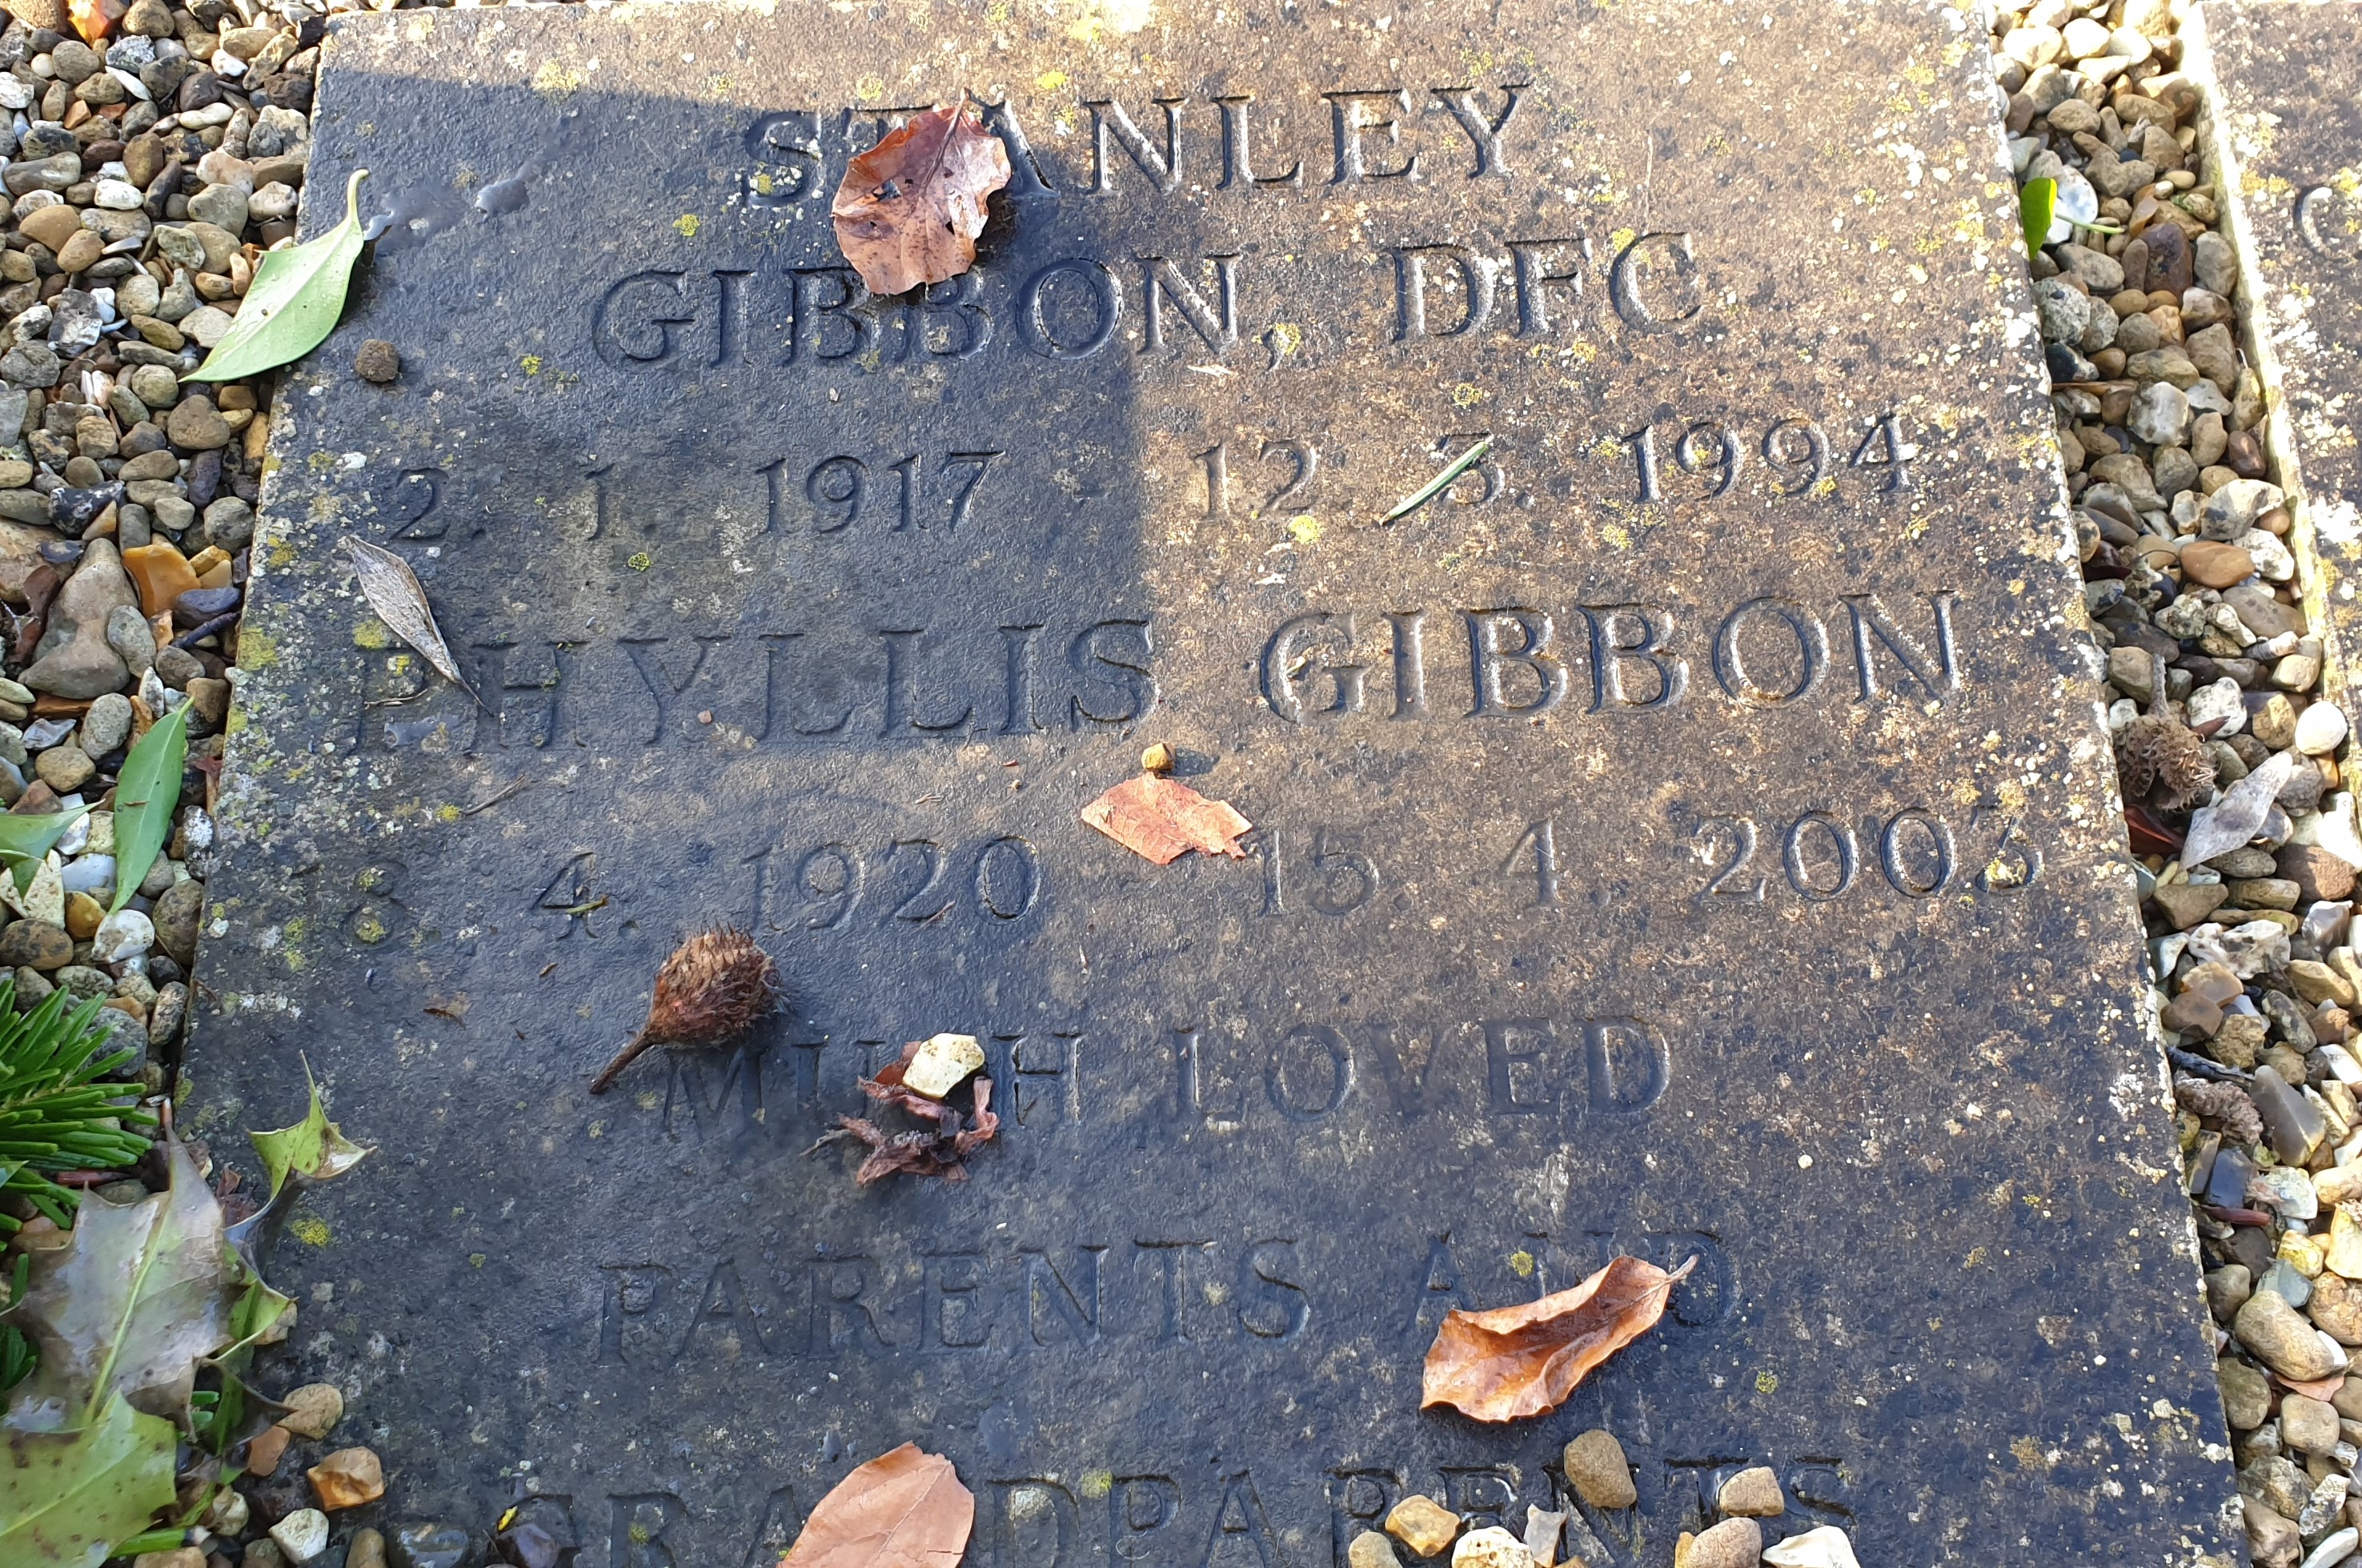 STANLEY
GIBBON, DFC
2. 1. 1917 - 12. 3. 1994
PHYLLIS GIBBON
8. 4. 1920 - 15. 4. 2003
MUCH LOVED
PARENTS AND
GRANDPARENTS